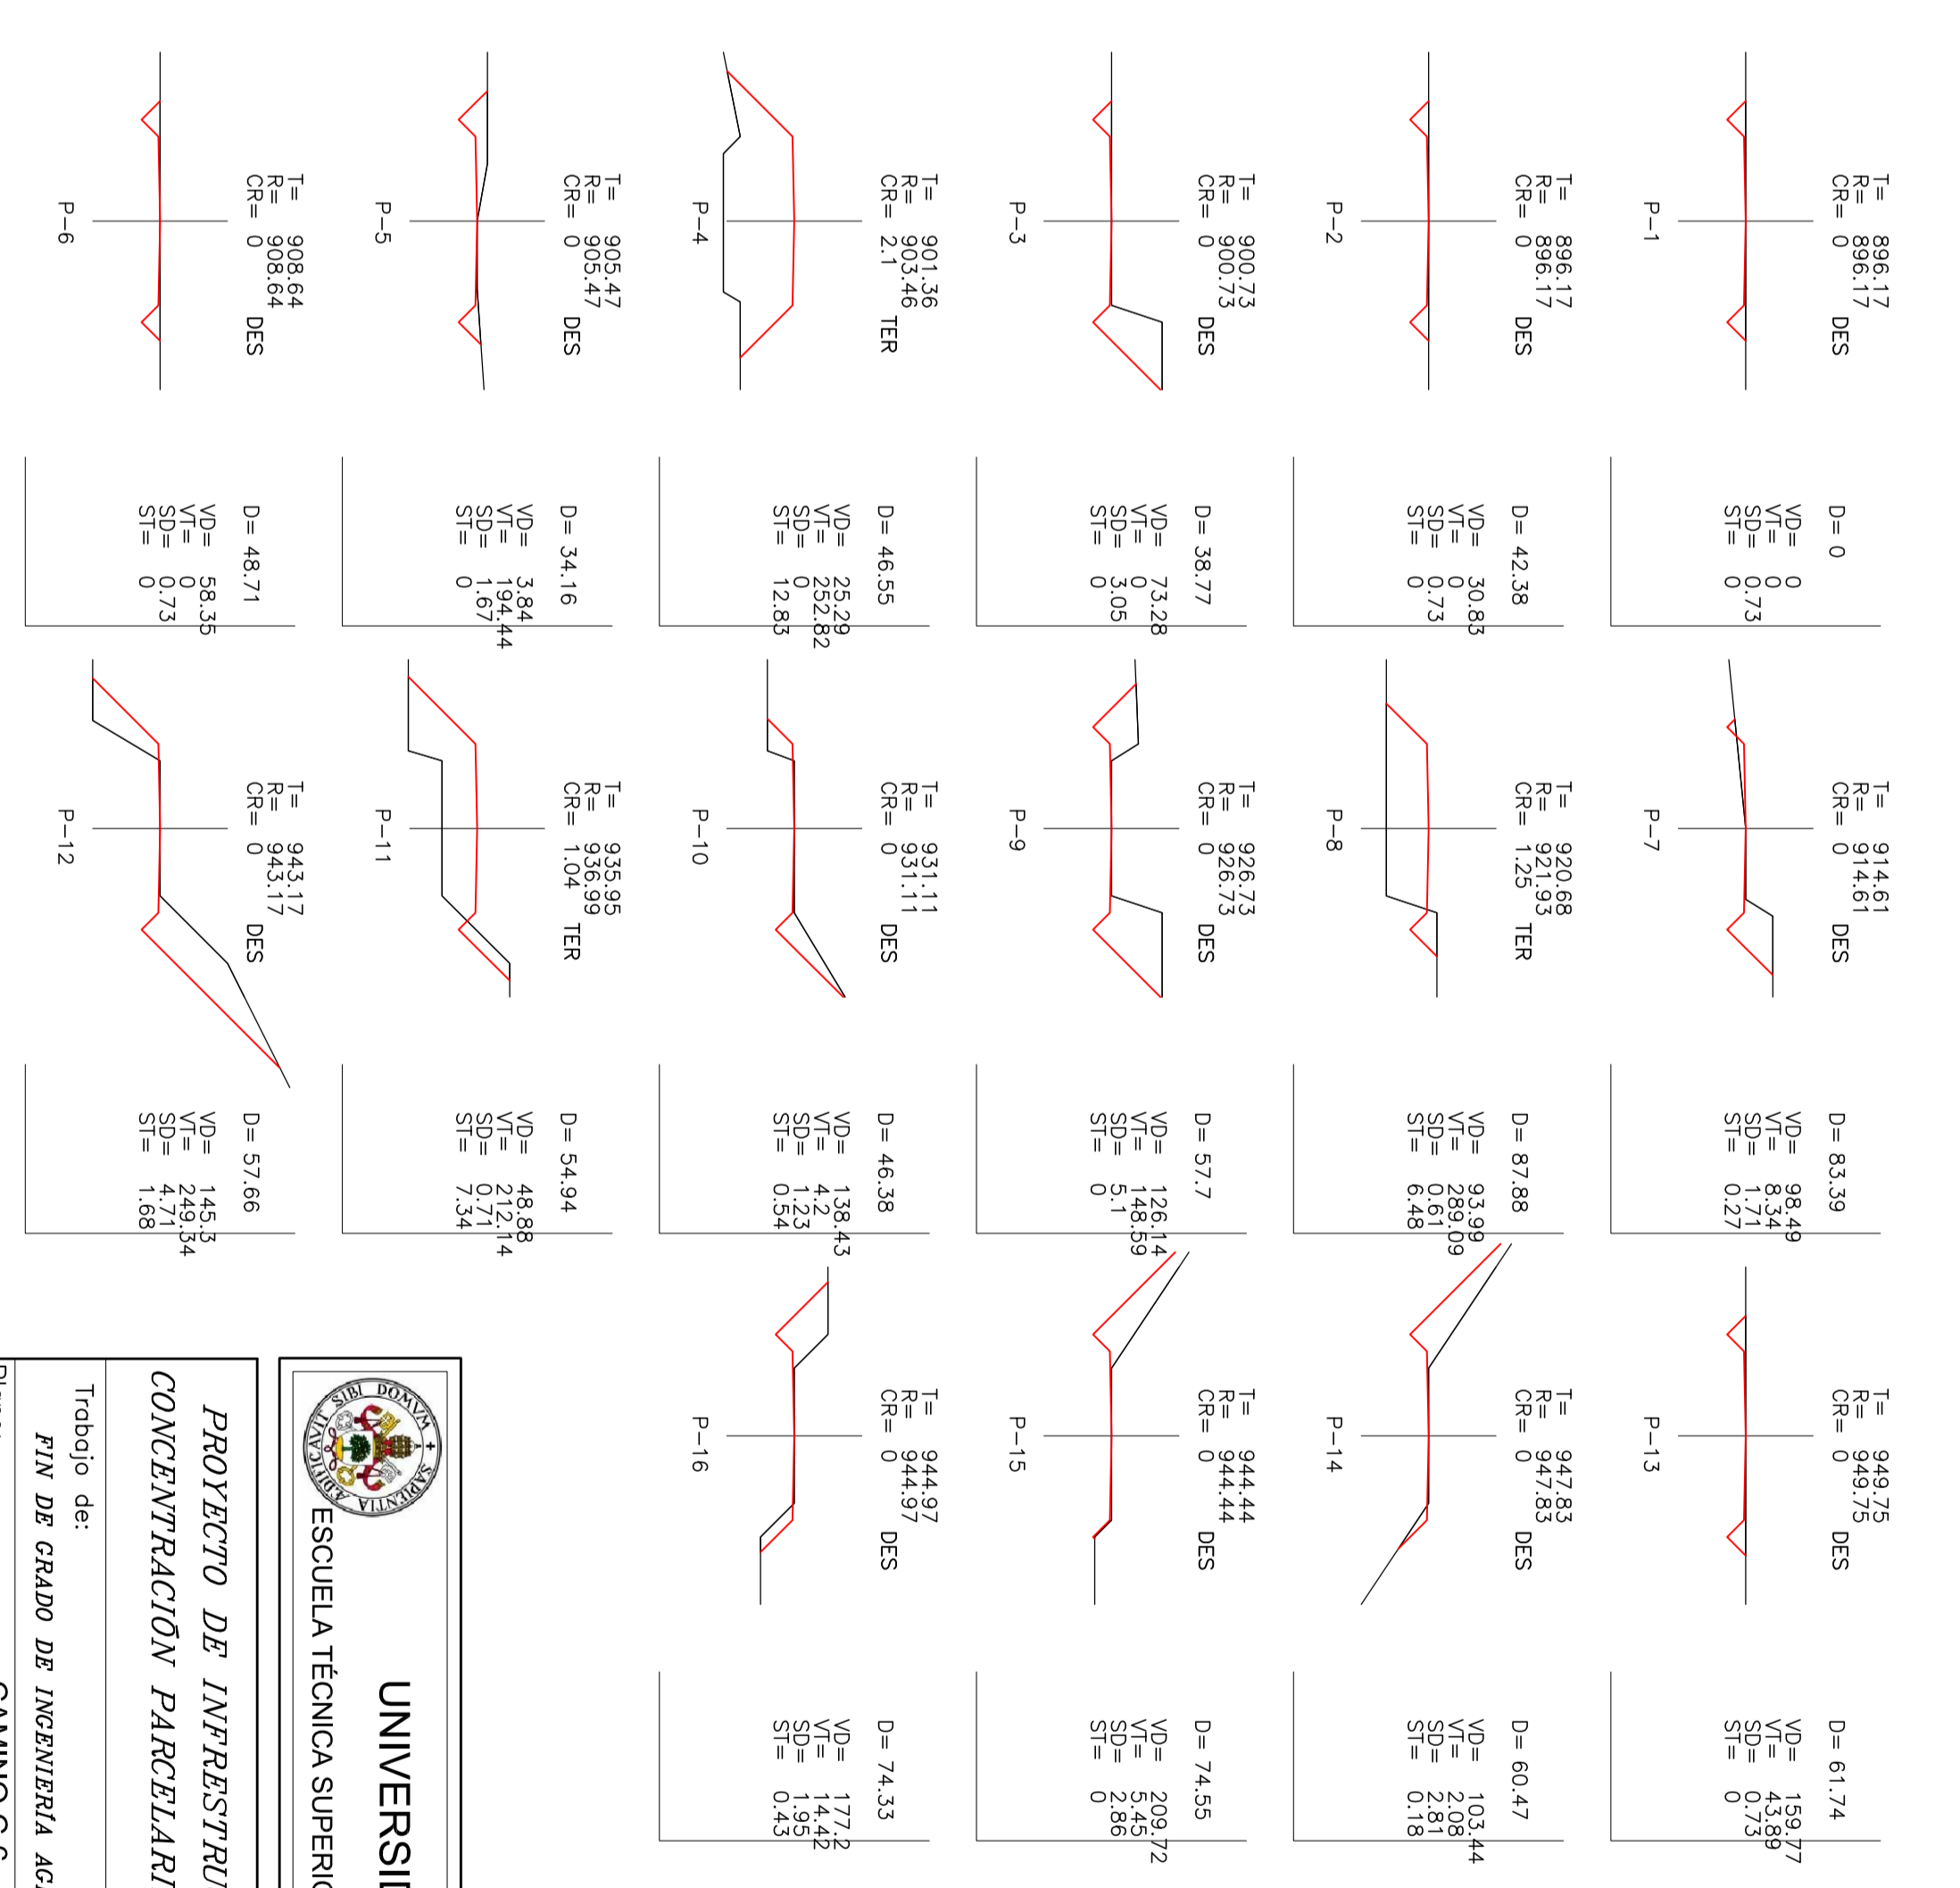 T= 896.17
R= 896.17
CR= 0 DES
P-1
D= 0
VD= 0
VT= 0
SD= 0.73
ST= 0
T= 896.17
R= 896.17
CR= 0 DES
P-2
D= 42.38
VD= 30.83
VT= 0
SD= 0.73
ST= 0
T= 900.73
R= 900.73
CR= 0 DES
P-3
D= 38.77
VD= 73.28
VT= 0
SD= 3.05
ST= 0
T= 901.36
R= 903.46
CR= 2.1 TER
P-4
D= 46.55
VD= 25.29
VT= 252.82
SD= 0
ST= 12.83
T= 905.47
R= 905.47
CR= 0 DES
P-5
D= 34.16
VD= 3.84
VT= 194.44
SD= 1.67
ST= 0
T= 908.64
R= 908.64
CR= 0 DES
P-6
D= 48.71
VD= 58.35
VT= 0
SD= 0.73
ST= 0
T= 914.61
R= 914.61
CR= 0 DES
P-7
D= 83.39
VD= 98.49
VT= 8.34
SD= 1.71
ST= 0.27
T= 920.68
R= 921.93
CR= 1.25 TER
P-8
D= 87.88
VD= 93.99
VT= 289.09
SD= 0.61
ST= 6.48
T= 926.73
R= 926.73
CR= 0 DES
P-9
D= 57.7
VD= 126.14
VT= 148.59
SD= 5.1
ST= 0
T= 931.11
R= 931.11
CR= 0 DES
P-10
D= 46.38
VD= 138.43
VT= 4.2
SD= 1.23
ST= 0.54
T= 935.95
R= 936.99
CR= 1.04 TER
P-11
D= 54.94
VD= 48.88
VT= 212.14
SD= 0.71
ST= 7.34
T= 943.17
R= 943.17
CR= 0 DES
P-12
D= 57.66
VD= 145.3
VT= 249.34
SD= 4.71
ST= 1.68
T= 949.75
R= 949.75
CR= 0 DES
P-13
D= 61.74
VD= 159.77
VT= 43.89
SD= 0.73
ST= 0
T= 947.83
R= 947.83
CR= 0 DES
P-14
D= 60.47
VD= 103.44
VT= 2.08
SD= 2.81
ST= 0.18
T= 944.44
R= 944.44
CR= 0 DES
P-15
D= 74.55
VD= 209.72
VT= 5.45
SD= 2.86
ST= 0
T= 944.97
R= 944.97
CR= 0 DES
P-16
D= 74.33
VD= 177.2
VT= 14.42
SD= 1.95
ST= 0.43
SIBI DOMVM + SAPIENTIA ÆDIFICAVIT
UNIVERSI
ESCUELA TÉCNICA SUPERIO
PROYECTO DE INFRESTRU
CONCENTRACIÓN PARCELARI
Trabajo de:
FIN DE GRADO DE INGENIERÍA AG